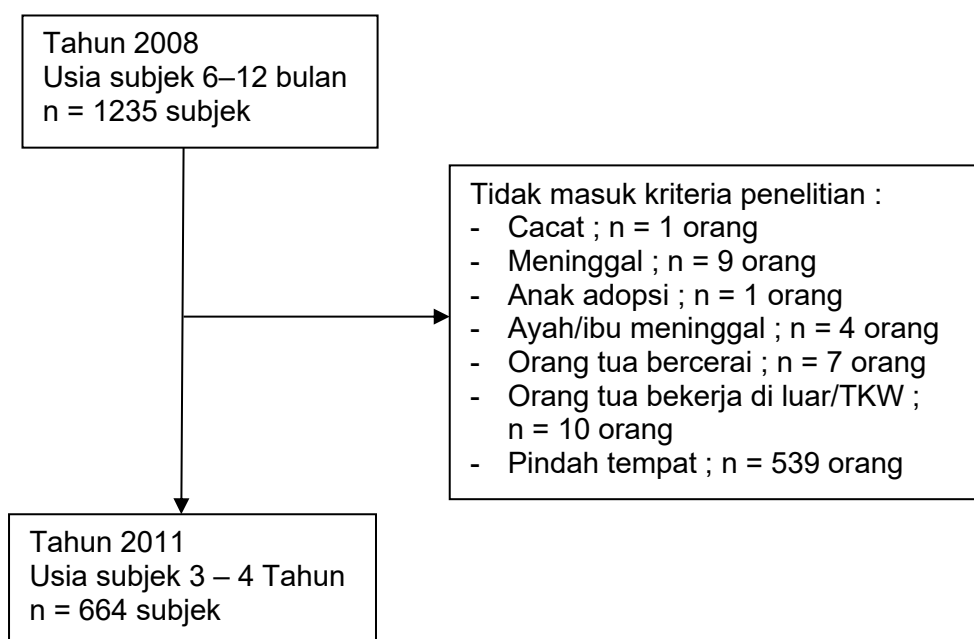 Tahun 2008
Usia subjek 6–12 bulan
n = 1235 subjek
Tidak masuk kriteria penelitian :
- Cacat ; n = 1 orang
- Meninggal ; n = 9 orang
- Anak adopsi ; n = 1 orang
- Ayah/ibu meninggal ; n = 4 orang
- Orang tua bercerai ; n = 7 orang
- Orang tua bekerja di luar/TKW ;
n = 10 orang
- Pindah tempat ; n = 539 orang
Tahun 2011
Usia subjek 3 – 4 Tahun
n = 664 subjek